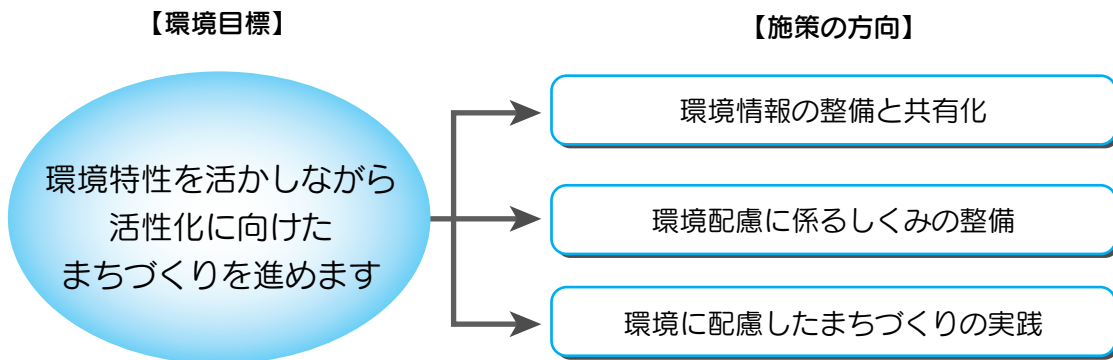 【環境目標】
【施策の方向】
環境特性を活かしながら
活性化に向けた
まちづくりを進めます
環境情報の整備と共有化
環境配慮に係るしくみの整備
環境に配慮したまちづくりの実践